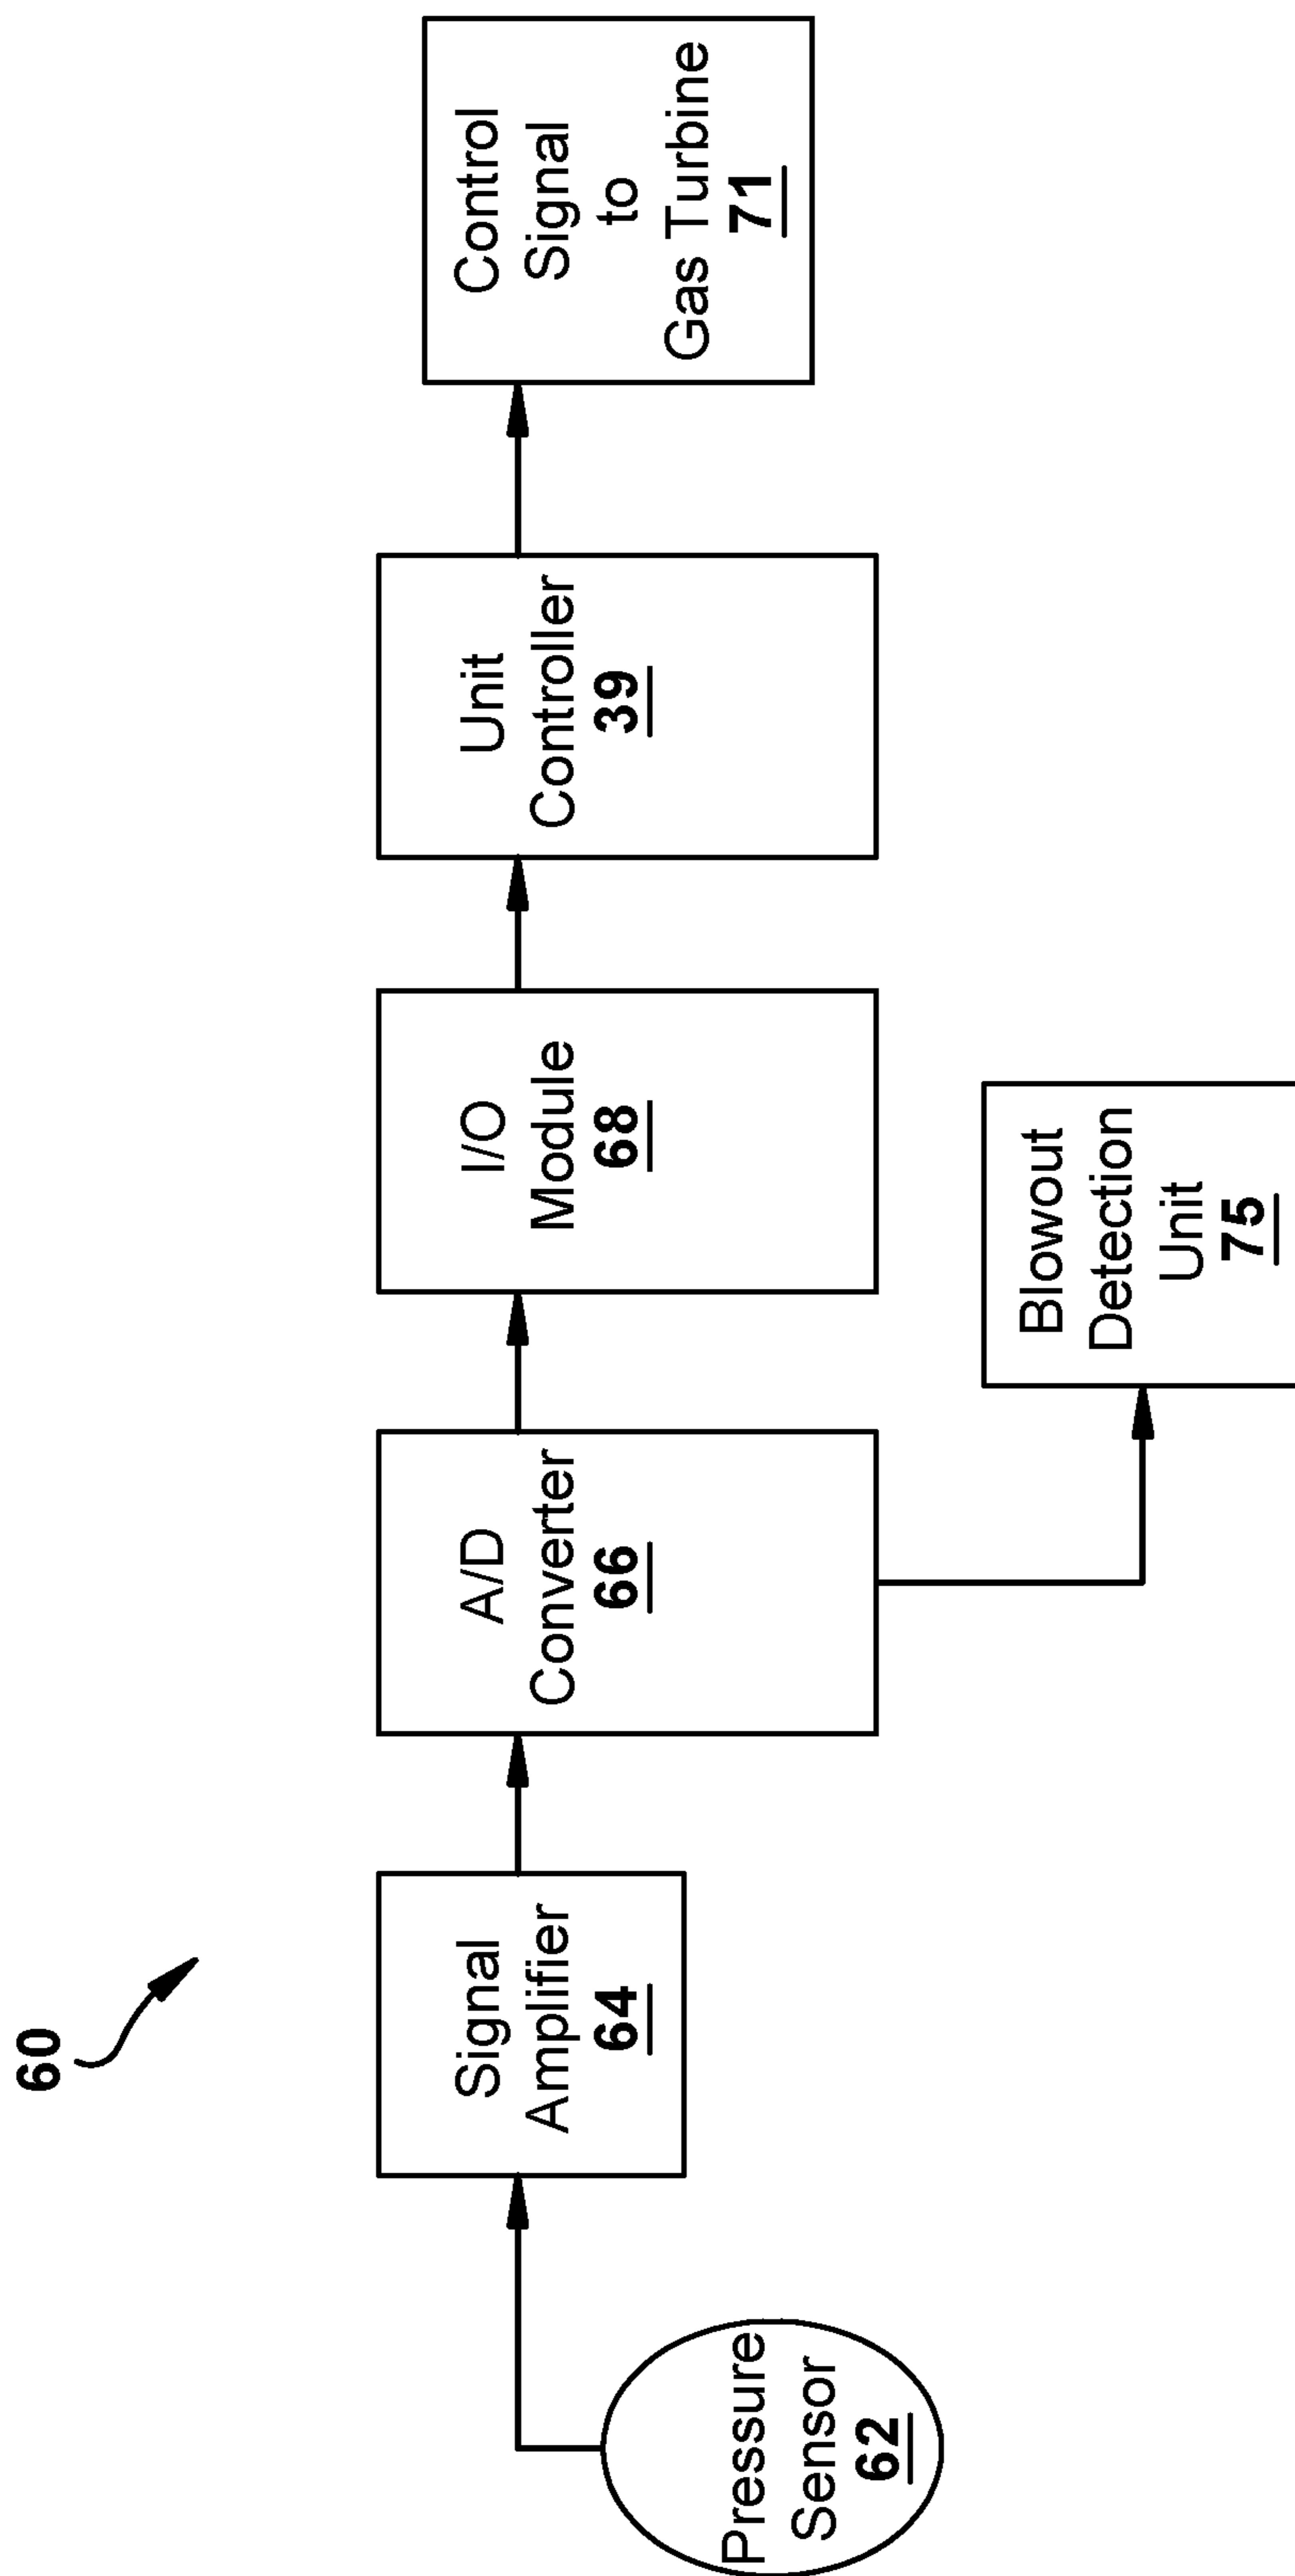 60
Pressure
Sensor
62
Signal
Amplifier
64
A/D
Converter
66
I/O
Module
68
Unit
Controller
39
Control
Signal
to
Gas Turbine
71
Blowout
Detection
Unit
75